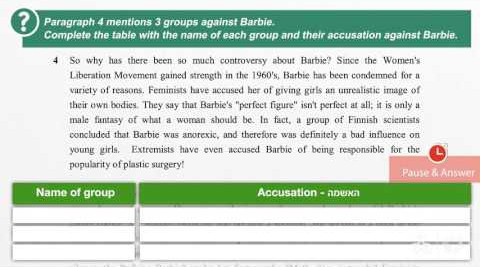 ?
Paragraph 4 mentions 3 groups against Barbie.
Complete the table with the name of each group and their accusation against Barbie.
4 So why has there been so much controversy about Barbie? Since the Women's
Liberation Movement gained strength in the 1960's, Barbie has been condemned for a
variety of reasons. Feminists have accused her of giving girls an unrealistic image of
their own bodies. They say that Barbie's "perfect figure" isn't perfect at all; it is only a
male fantasy of what a woman should be. In fact, a group of Finnish scientists
concluded that Barbie was anorexic, and therefore was definitely a bad influence on
young girls. Extremists have even accused Barbie of being responsible for the
popularity of plastic surgery!
Pause & Answer
Name of group
Accusation - האשמה